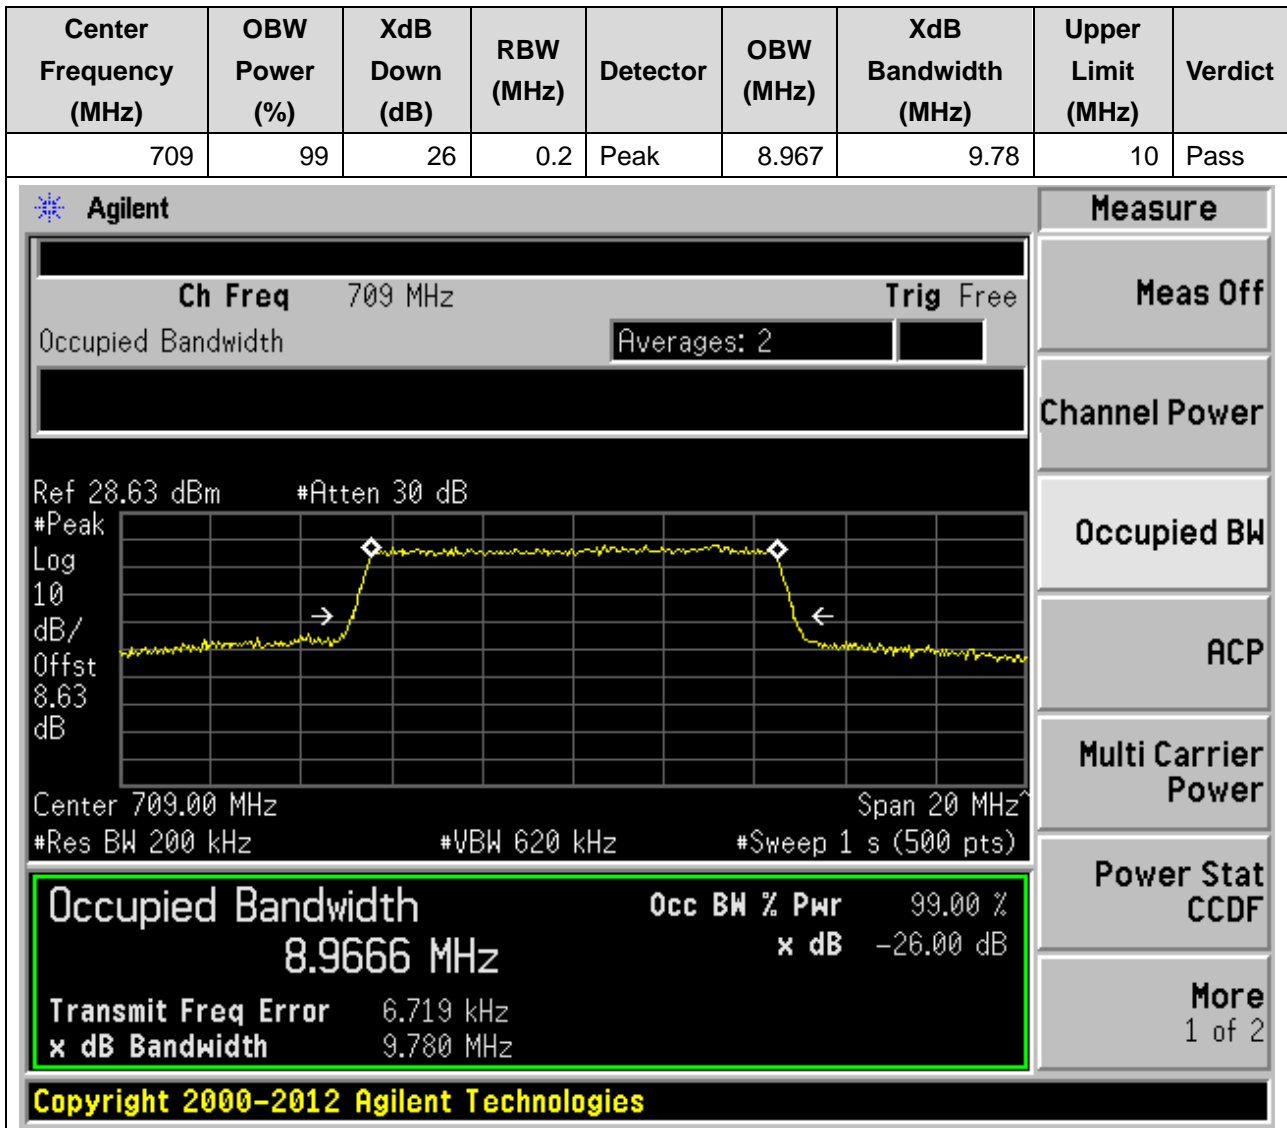 Center Frequency (MHz) OBW Power (%) XdB Down (dB) RBW (MHz) Detector OBW (MHz) XdB Bandwidth (MHz) Upper Limit (MHz) Verdict
709 99 26 0.2 Peak 8.967 9.78 10 Pass
Agilent
Measure
Ch Freq 709 MHz Trig Free
Meas Off
Occupied Bandwidth Averages: 2
Channel Power
Ref 28.63 dBm #Atten 30 dB
#Peak
Log
10
dB/
Offst
8.63
dB
Occupied BW
ACP
Multi Carrier
Power
Center 709.00 MHz Span 20 MHz^
#Res BW 200 kHz #VBW 620 kHz #Sweep 1 s (500 pts)
Power Stat
CCDF
Occupied Bandwidth Occ BW % Pwr 99.00 %
8.9666 MHz x dB -26.00 dB
Transmit Freq Error 6.719 kHz
x dB Bandwidth 9.780 MHz
More
1 of 2
Copyright 2000-2012 Agilent Technologies